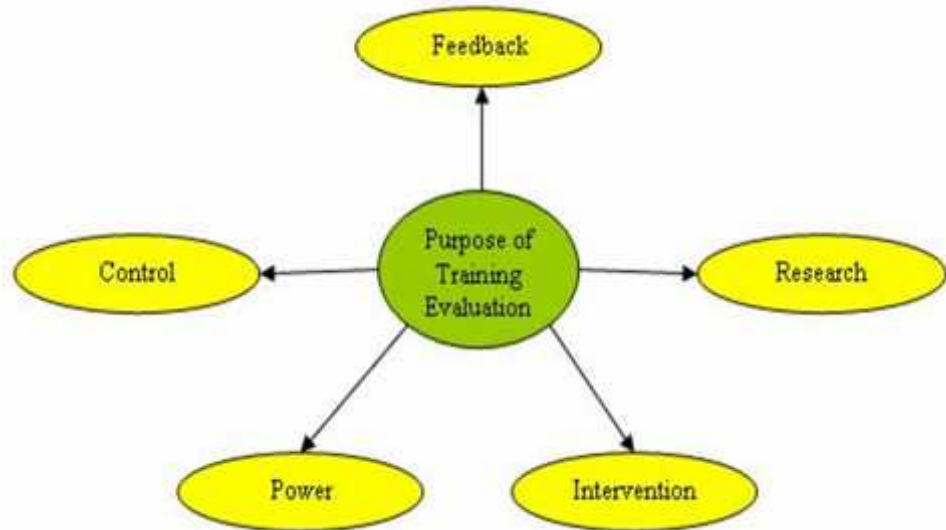 Feedback
Purpose of
Training
Evaluation
Control
Research
Power
Intervention